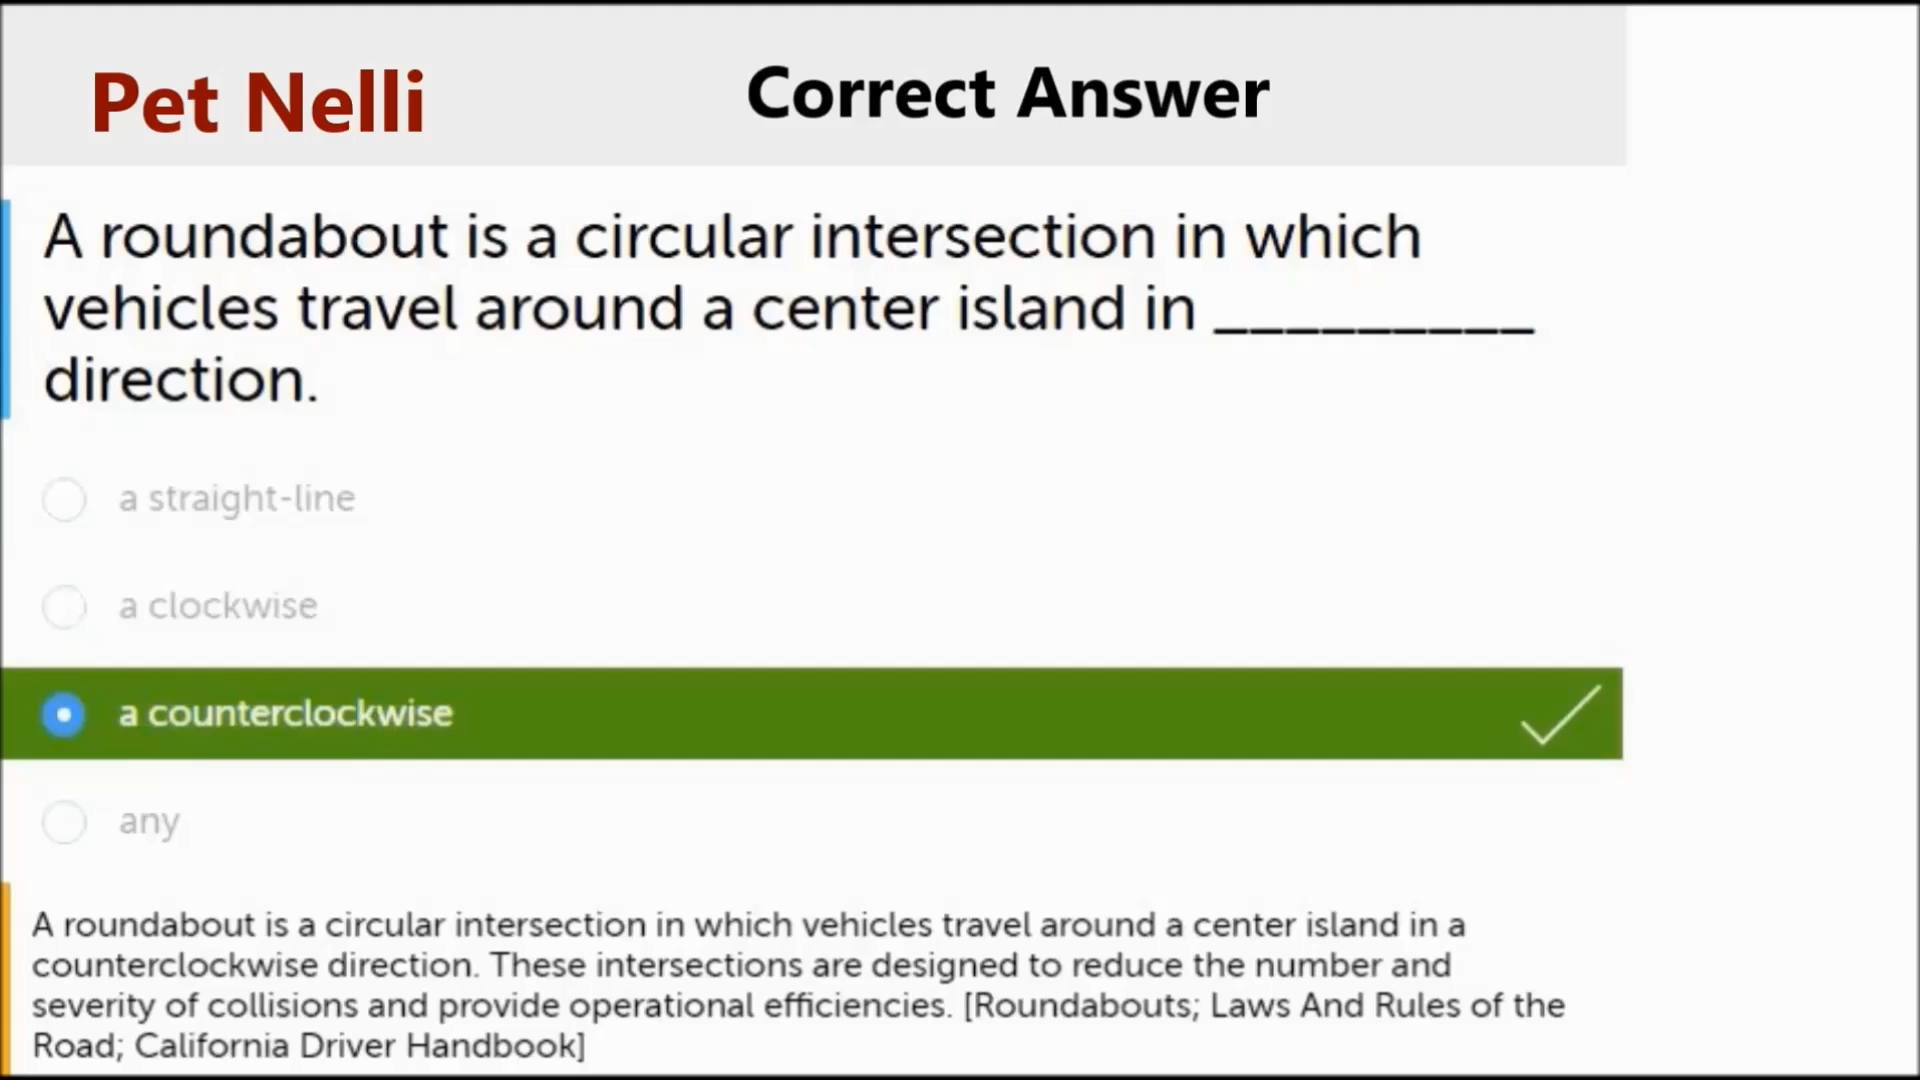 Pet Nelli
Correct Answer
A roundabout is a circular intersection in which
vehicles travel around a center island in _________
direction.
a straight-line
a clockwise
a counterclockwise
any
A roundabout is a circular intersection in which vehicles travel around a center island in a
counterclockwise direction. These intersections are designed to reduce the number and
severity of collisions and provide operational efficiencies. [Roundabouts; Laws And Rules of the
Road; California Driver Handbook]